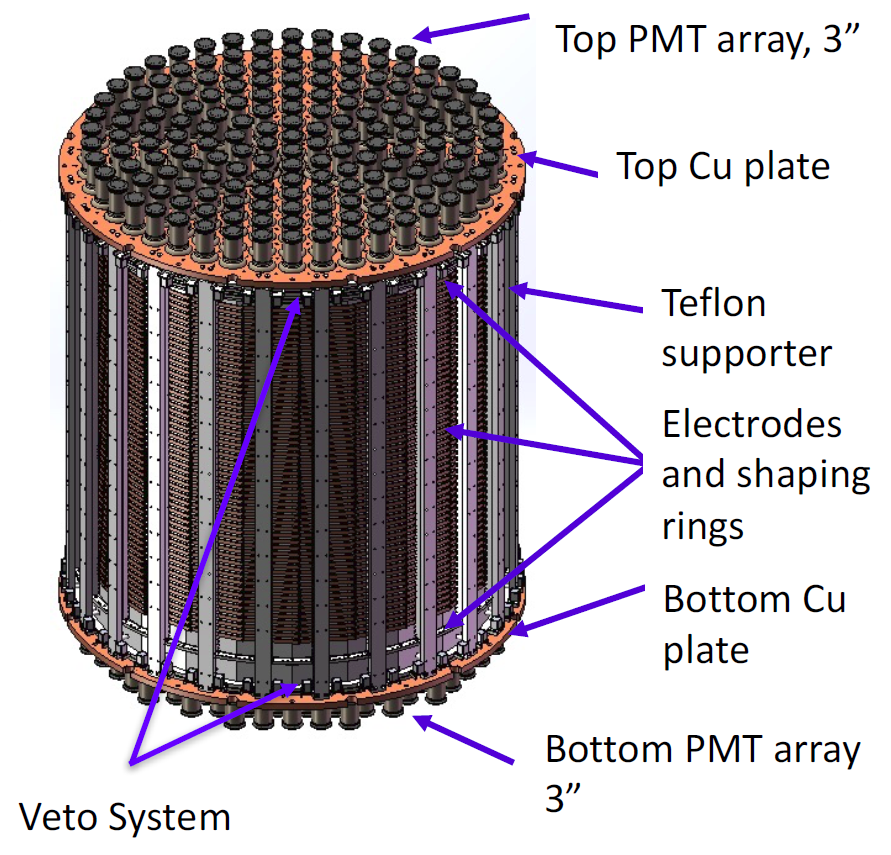 Top PMT array, 3”
Top Cu plate
Teflon
supporter
Electrodes
and shaping
rings
Bottom Cu
plate
Bottom PMT array
3”
Veto System